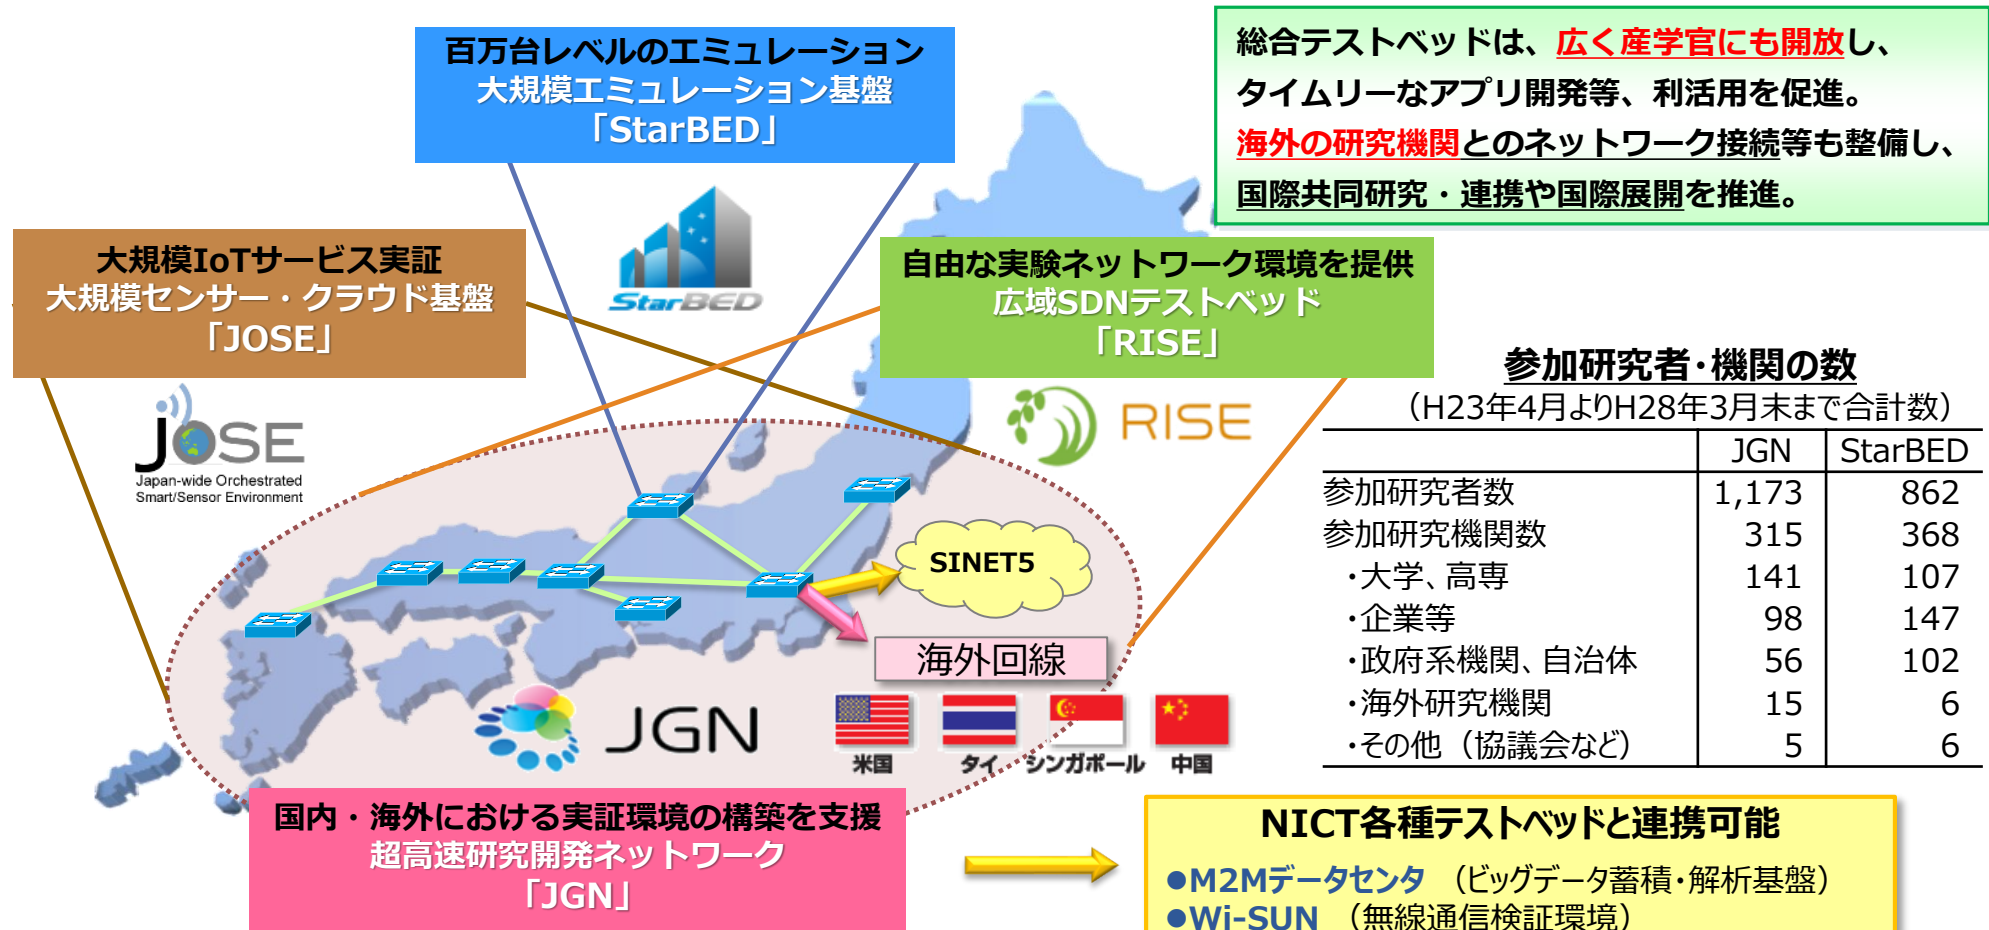 百万台レベルのエミュレーション
大規模エミュレーション基盤
「StarBED」
総合テストベッドは、広く産学官にも開放し、
タイムリーなアプリ開発等、利活用を促進。
海外の研究機関とのネットワーク接続等も整備し、
国際共同研究・連携や国際展開を推進。
大規模IoTサービス実証
大規模センサー・クラウド基盤
「JOSE」
StarBED
自由な実験ネットワーク環境を提供
広域SDNテストベッド
「RISE」
JOSE
Japan-wide Orchestrated
Smart/Sensor Environment
RISE
参加研究者・機関の数
（H23年4月よりH28年3月末まで合計数）
JGN StarBED
参加研究者数 1,173 862
参加研究機関数 315 368
・大学、高専 141 107
・企業等 98 147
・政府系機関、自治体 56 102
・海外研究機関 15 6
・その他（協議会など） 5 6
SINET5
海外回線
JGN
米国 タイ シンガポール 中国
国内・海外における実証環境の構築を支援
超高速研究開発ネットワーク
「JGN」
NICT各種テストベッドと連携可能
●M2Mデータセンタ （ビッグデータ蓄積・解析基盤）
●Wi-SUN （無線通信検証環境）